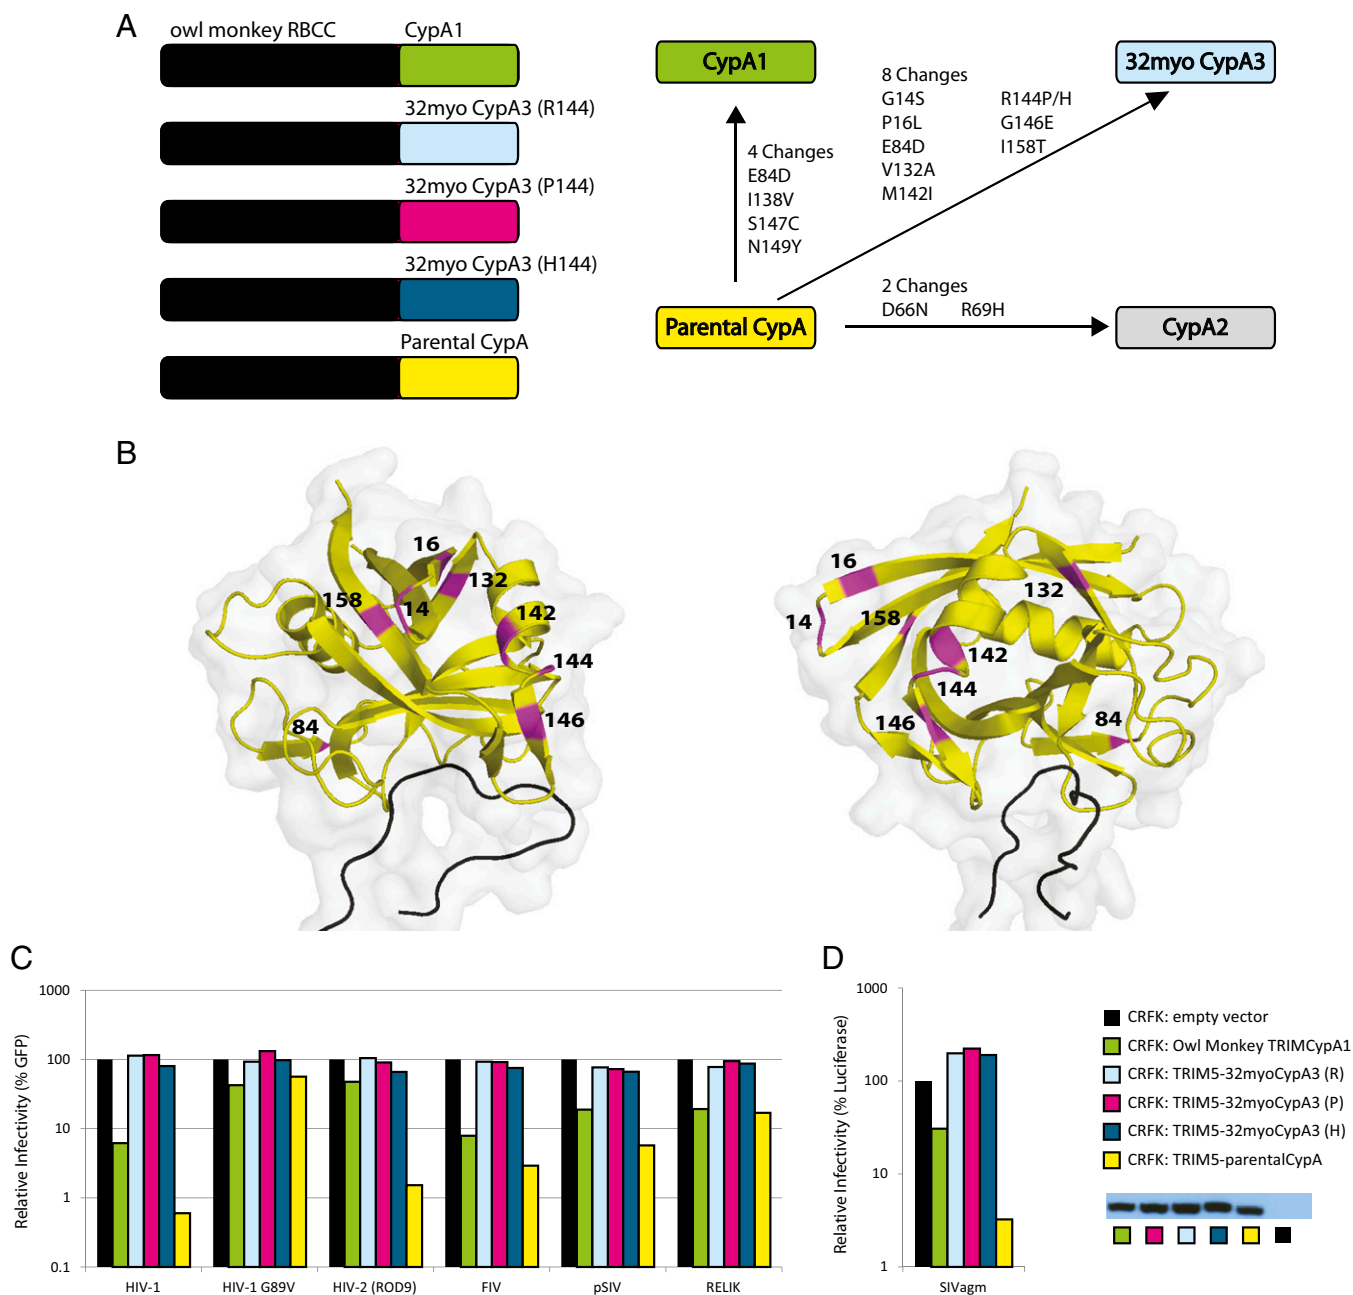 A
owl monkey RBCC CypA1
32myo CypA3 (R144)
32myo CypA3 (P144)
32myo CypA3 (H144)
Parental CypA
CypA1
32myo CypA3
4 Changes
E84D
I138V
S147C
N149Y
8 Changes
G14S R144P/H
P16L G146E
E84D I158T
V132A
M142I
2 Changes
D66N R69H
Parental CypA
CypA2
B
16
132
158
14
142
144
146
84
16
132
14
158
142
144
146
84
C
Relative Infectivity (% GFP)
1000
100
10
1
0.1
HIV-1 HIV-1 G89V HIV-2 (ROD9) FIV pSIV RELIK
D
Relative Infectivity (% Luciferase)
1000
100
10
1
SIVagm
CRFK: empty vector
CRFK: Owl Monkey TRIMCypA1
CRFK: TRIM5-32myoCypA3 (R)
CRFK: TRIM5-32myoCypA3 (P)
CRFK: TRIM5-32myoCypA3 (H)
CRFK: TRIM5-parentalCypA